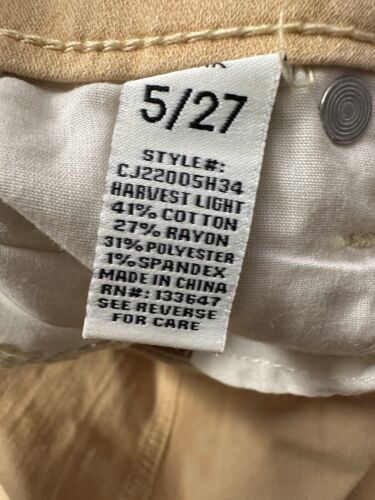 5/27
STYLE#:
CJ22005H34
HARVEST LIGHT
41% COTTON
27% RAYON
31% POLYESTER
1% SPANDEX
MADE IN CHINA
RN#: 133647
SEE REVERSE
FOR CARE